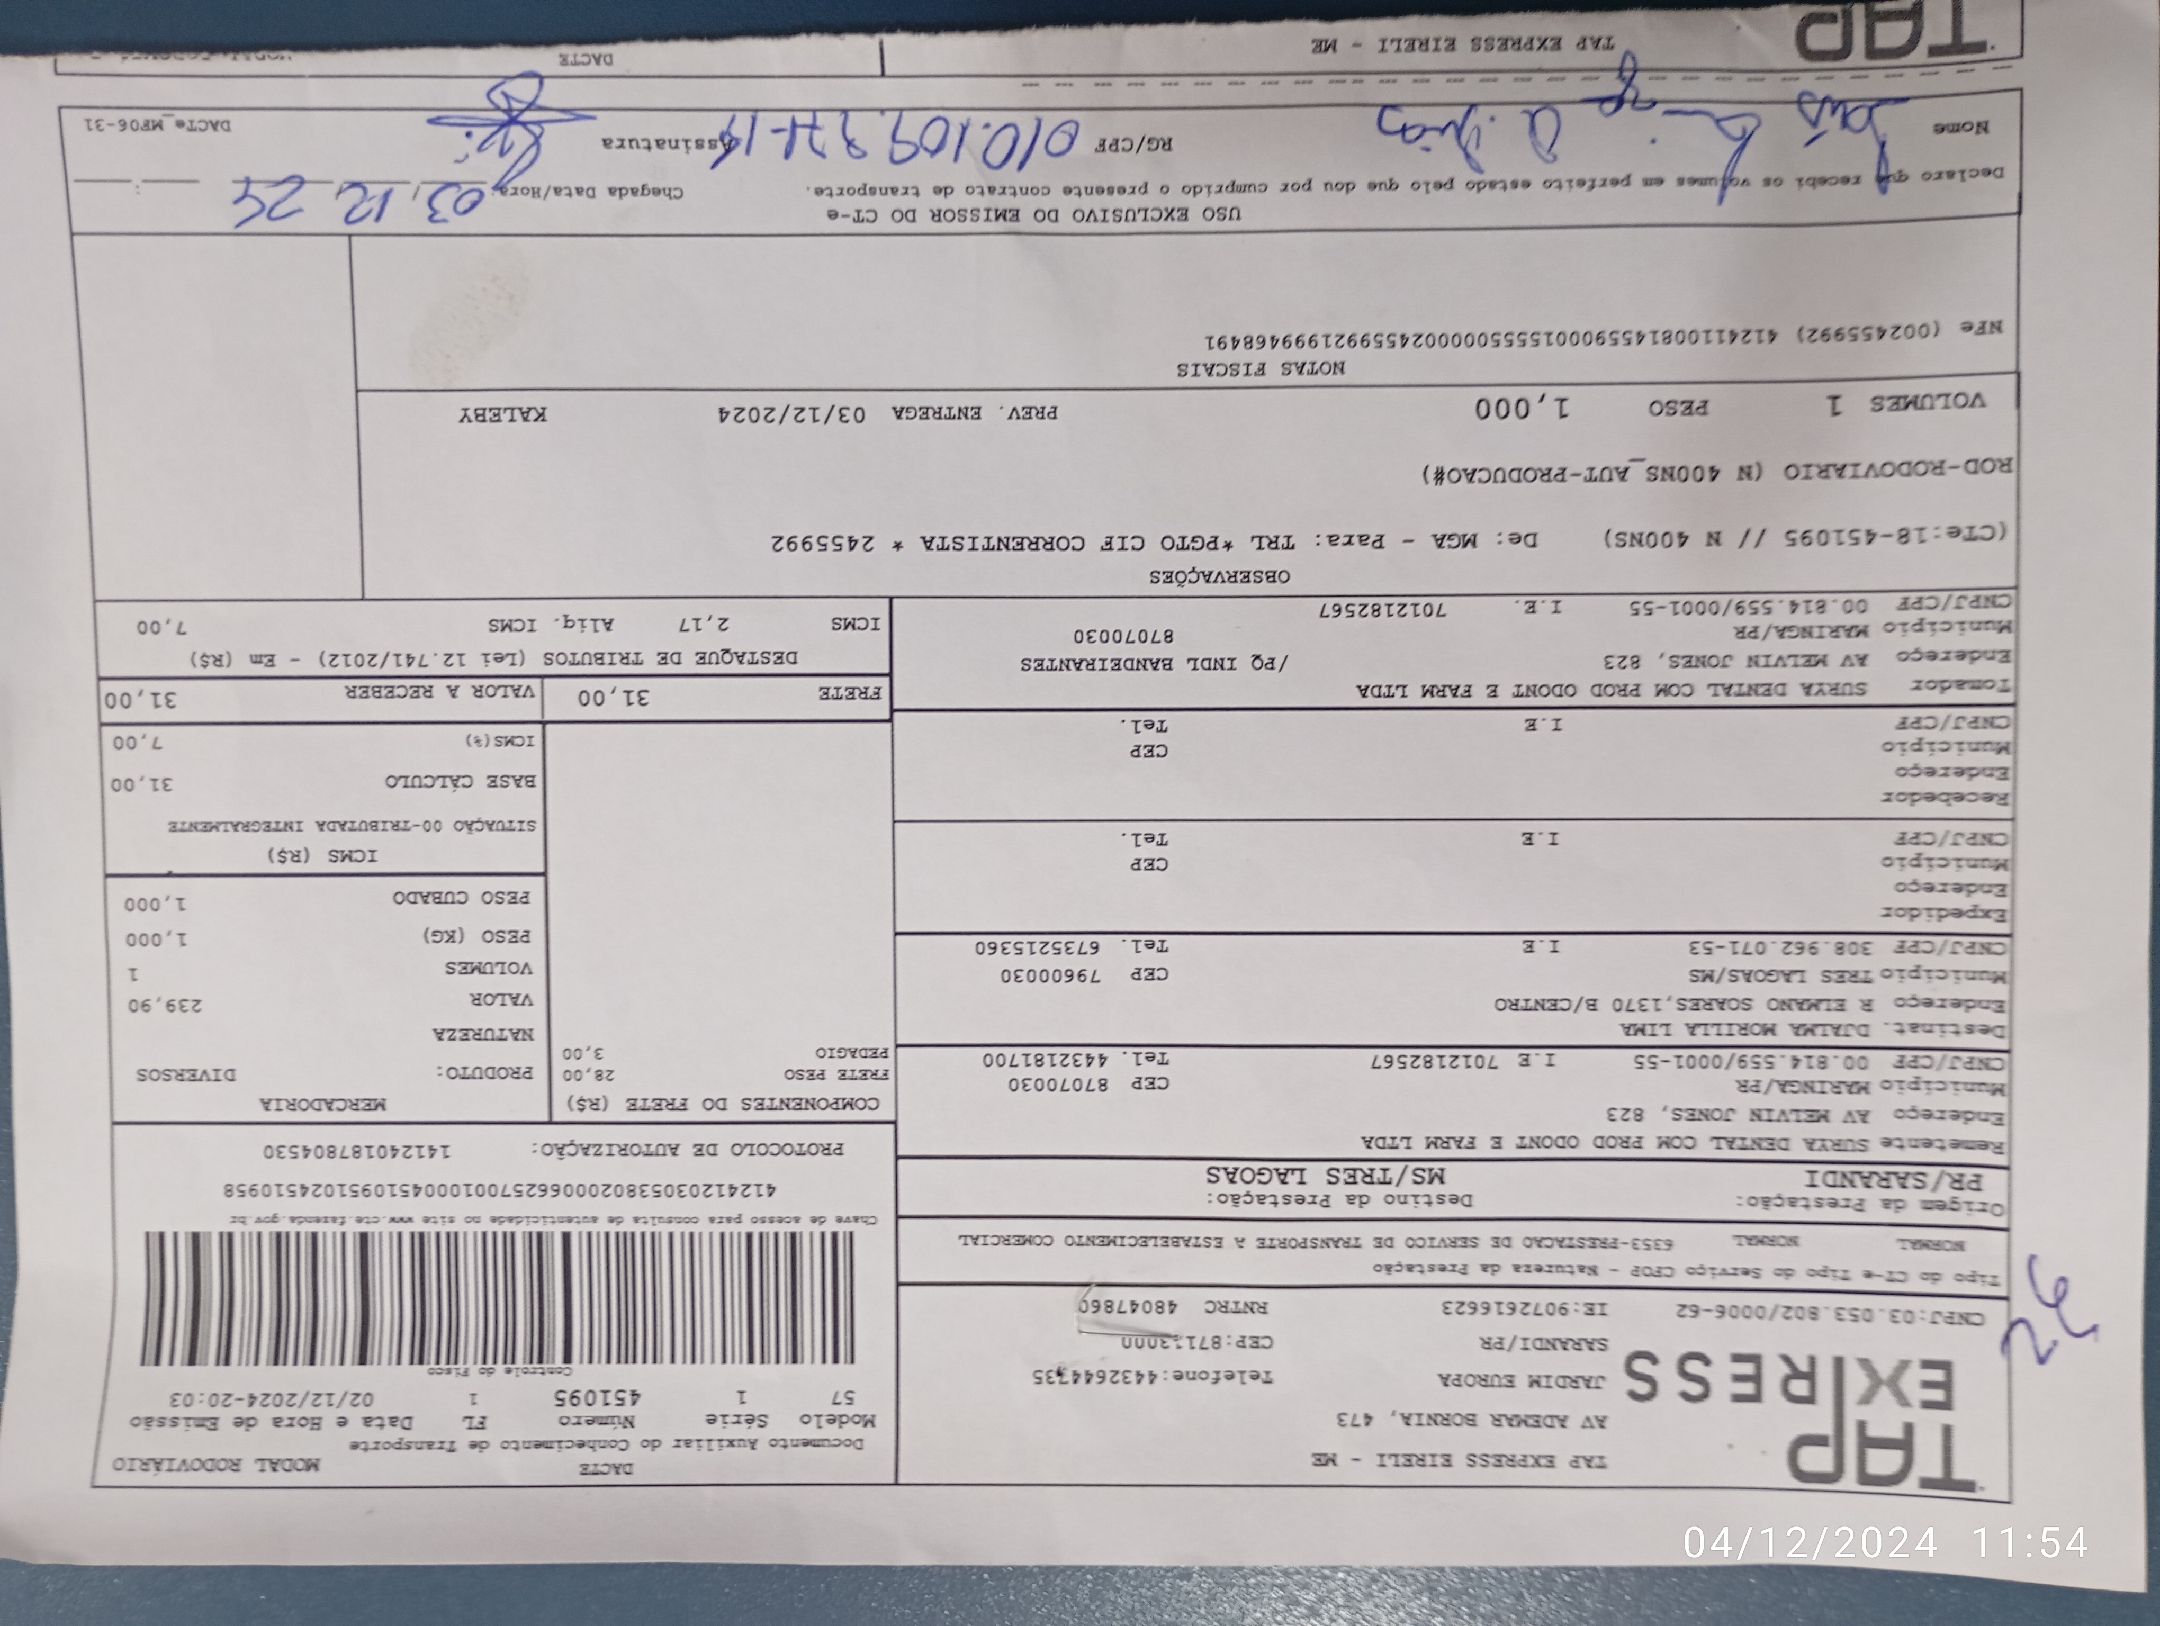 TAP
EXPRESS
TAP EXPRESS EIRELI - ME
AV ADEMAR BORNIA, 473
JARDIM EUROPA Telefone:4432644735
SARANDI/PR CEP:87113000
CNPJ:03.053.802/0006-62 IE:9072616623 RNTRC 48047860
24
DACTE MODAL RODOVIÁRIO
Documento Auxiliar do Conhecimento de Transporte
Modelo Série Número FL Data e Hora de Emissão
57 1 451095 1 02/12/2024-20:03
Controle do Fisco
Chave de acesso para consulta de autenticidade no site www.cte.fazenda.gov.br
41241203053802000662570010004510951024510958
PROTOCOLO DE AUTORIZAÇÃO: 141240187804530
Tipo do CT-e Tipo do Serviço CFOP - Natureza da Prestação
NORMAL NORMAL 6353-PRESTACAO DE SERVICO DE TRANSPORTE A ESTABELECIMENTO COMERCIAL
Origem da Prestação: Destino da Prestação:
PR/SARANDI MS/TRES LAGOAS
Remetente SURYA DENTAL COM PROD ODONT E FARM LTDA
Endereço AV MELVIN JONES, 823
Município MARINGA/PR CEP 87070030
CNPJ/CPF 00.814.559/0001-55 I.E 7012182567 Tel. 4432181700
Destinat. DJALMA MORILLA LIMA
Endereço R ELMANO SOARES,1370 B/CENTRO
Município TRES LAGOAS/MS CEP 79600030
CNPJ/CPF 308.962.071-53 I.E Tel. 6735215360
Expedidor
Endereço
Município CEP
CNPJ/CPF I.E Tel.
Recebedor
Endereço
Município CEP
CNPJ/CPF I.E Tel.
Tomador SURYA DENTAL COM PROD ODONT E FARM LTDA
Endereço AV MELVIN JONES, 823 /PQ INDL BANDEIRANTES
Município MARINGA/PR 87070030
CNPJ/CPF 00.814.559/0001-55 I.E. 7012182567
COMPONENTES DO FRETE (R$)
FRETE PESO 28,00
PEDAGIO 3,00
MERCADORIA
PRODUTO: DIVERSOS
NATUREZA
VALOR 239,90
VOLUMES 1
PESO (KG) 1,000
PESO CUBADO 1,000
ICMS (R$)
SITUAÇÃO 00-TRIBUTADA INTEGRALMENTE
BASE CÁLCULO 31,00
ICMS(%) 7,00
FRETE 31,00 VALOR A RECEBER 31,00
DESTAQUE DE TRIBUTOS (Lei 12.741/2012) - Em (R$)
ICMS 2,17 Aliq. ICMS 7,00
OBSERVAÇÕES
(CTe:18-451095 // N 400NS) De: MGA - Para: TRL *PGTO CIF CORRENTISTA * 2455992
ROD-RODOVIARIO (N 400NS_AUT-PRODUCAO#)
VOLUMES 1 PESO 1,000 PREV. ENTREGA 03/12/2024 KALEBY
NOTAS FISCAIS
NFe (002455992) 41241100814559000155550000024559921999468491
USO EXCLUSIVO DO EMISSOR DO CT-e
Declaro que recebi os volumes em perfeito estado pelo que dou por cumprido o presente contrato de transporte. Chegada Data/Hora: 03, 12, 24 __:__
Nome RG/CPF Assinatura DACTe_MF06-31
TAP
TAP EXPRESS EIRELI - ME DACTE
04/12/2024 11:54